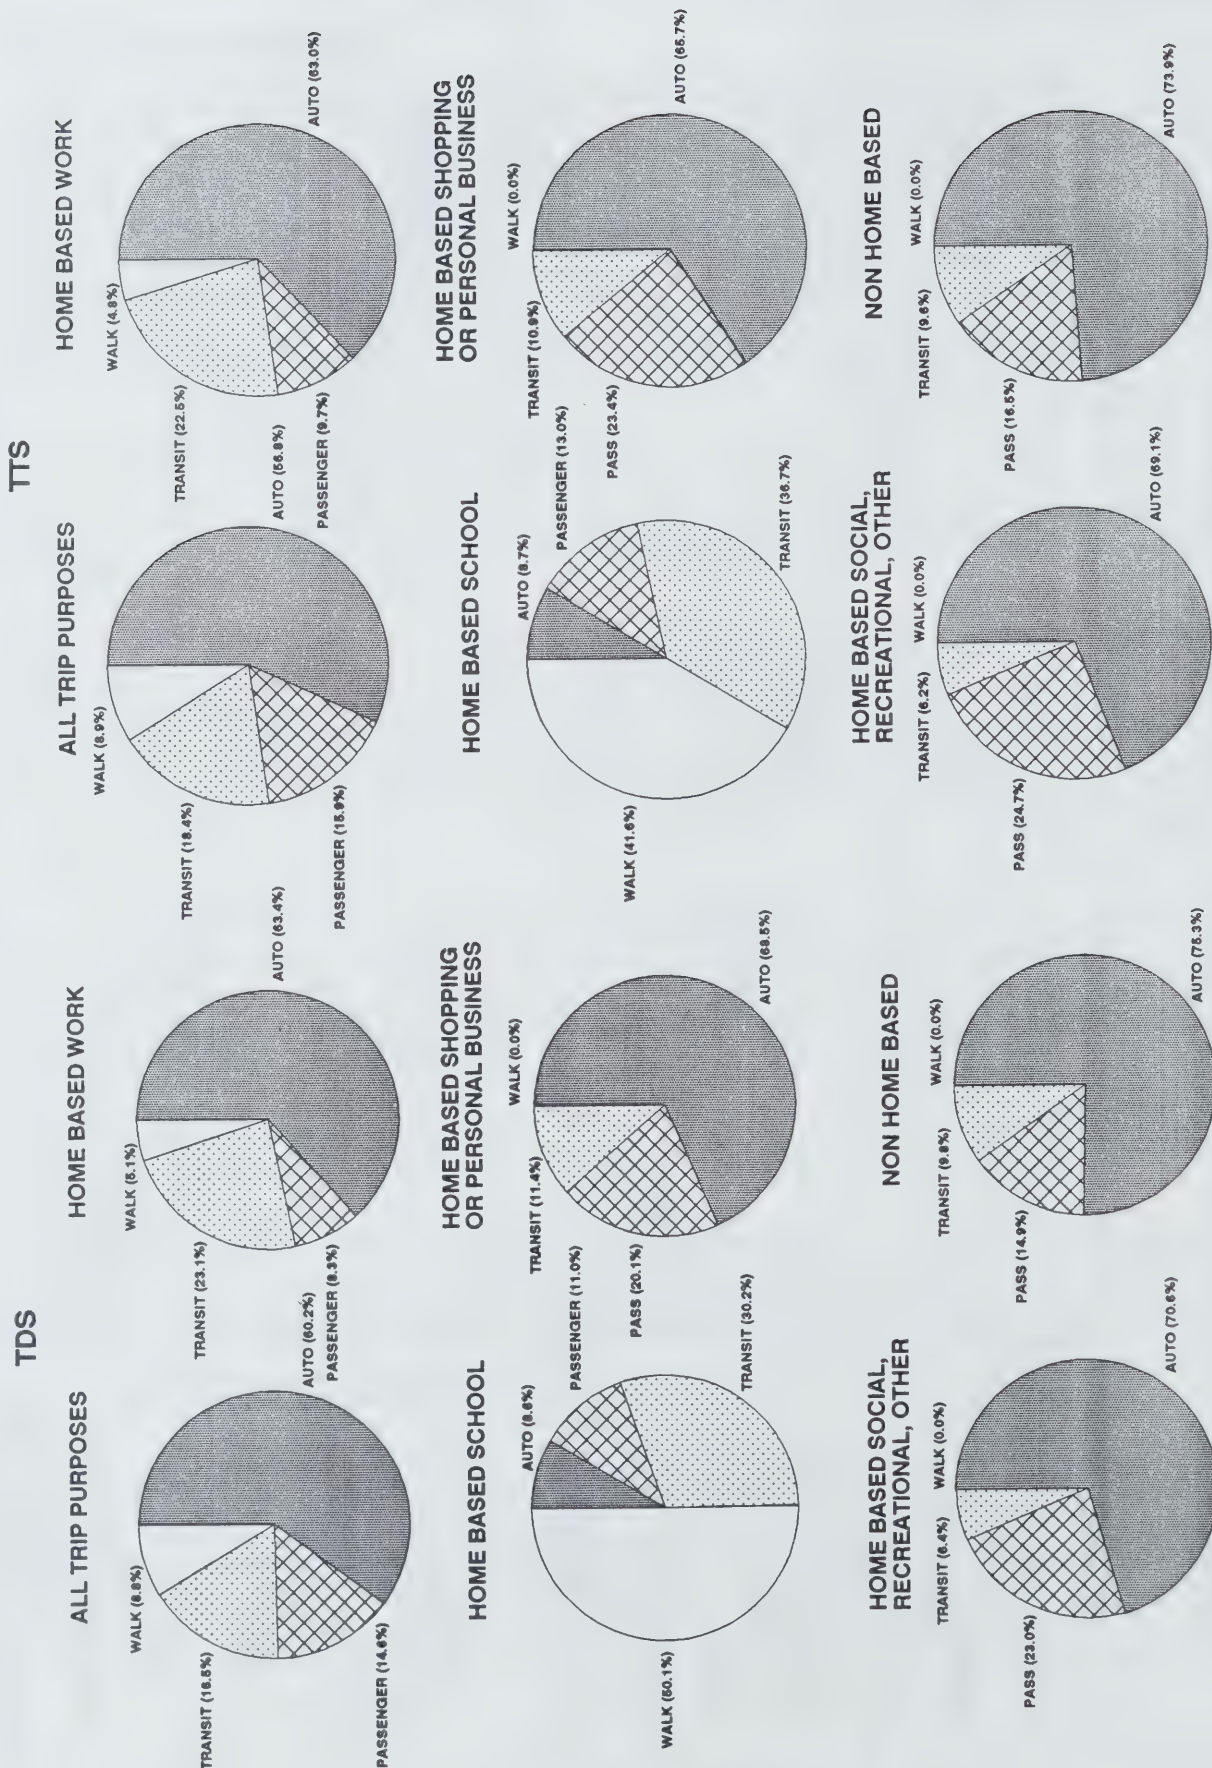 TDS
ALL TRIP PURPOSES
WALK (8.8%)
TRANSIT (16.5%)
AUTO (60.2%)
PASSENGER (14.6%)
HOME BASED WORK
WALK (5.1%)
TRANSIT (23.1%)
AUTO (63.4%)
PASSENGER (8.3%)
HOME BASED SCHOOL
AUTO (8.6%)
PASSENGER (11.0%)
WALK (50.1%)
TRANSIT (30.2%)
HOME BASED SHOPPING
OR PERSONAL BUSINESS
WALK (0.0%)
TRANSIT (11.4%)
PASS (20.1%)
AUTO (68.5%)
HOME BASED SOCIAL,
RECREATIONAL, OTHER
TRANSIT (6.4%)
WALK (0.0%)
PASS (23.0%)
AUTO (70.6%)
NON HOME BASED
TRANSIT (9.8%)
WALK (0.0%)
PASS (14.9%)
AUTO (75.3%)
TTS
ALL TRIP PURPOSES
WALK (8.9%)
TRANSIT (18.4%)
AUTO (56.8%)
PASSENGER (15.9%)
HOME BASED WORK
WALK (4.8%)
TRANSIT (22.5%)
AUTO (63.0%)
PASSENGER (9.7%)
HOME BASED SCHOOL
AUTO (8.7%)
PASSENGER (13.0%)
WALK (41.6%)
TRANSIT (36.7%)
HOME BASED SHOPPING
OR PERSONAL BUSINESS
WALK (0.0%)
TRANSIT (10.9%)
PASS (23.4%)
AUTO (65.7%)
HOME BASED SOCIAL,
RECREATIONAL, OTHER
TRANSIT (6.2%)
WALK (0.0%)
PASS (24.7%)
AUTO (69.1%)
NON HOME BASED
TRANSIT (9.6%)
WALK (0.0%)
PASS (16.5%)
AUTO (73.9%)